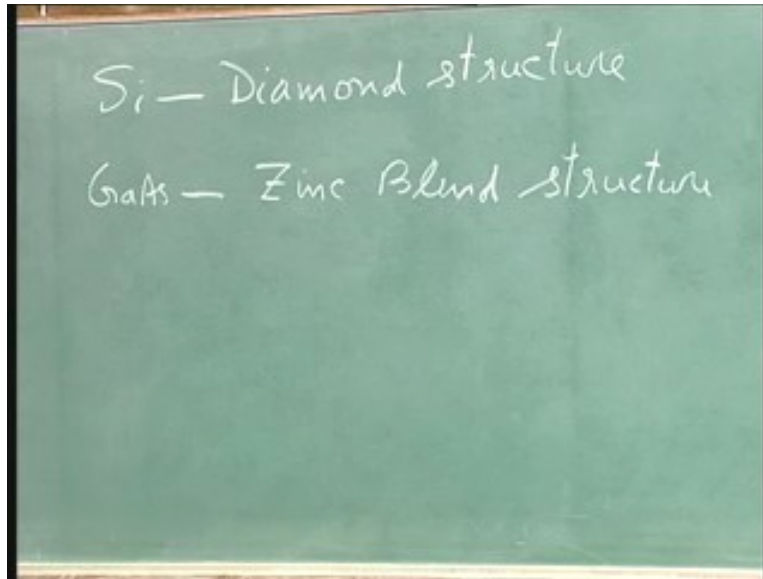 Si — Diamond structure
GaAs — Zinc Blend structure